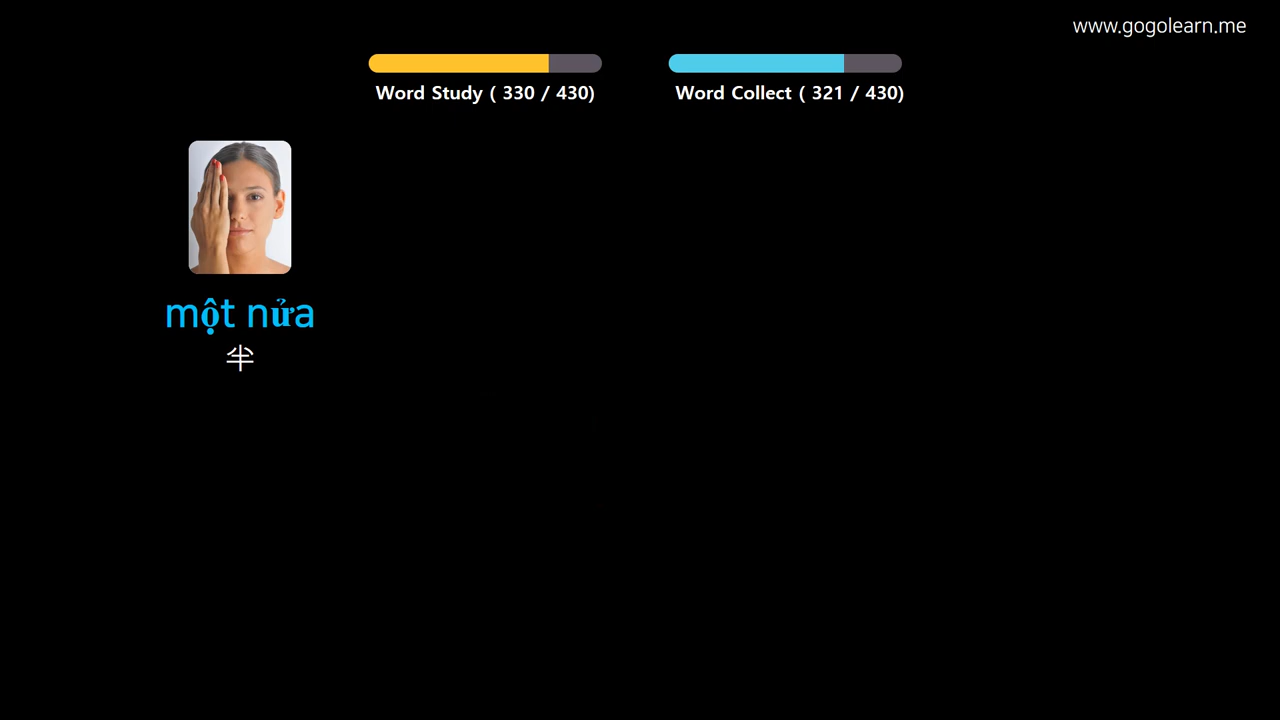 www.gogolearn.me
Word Study ( 330 / 430)
Word Collect ( 321 / 430)
một nửa
半